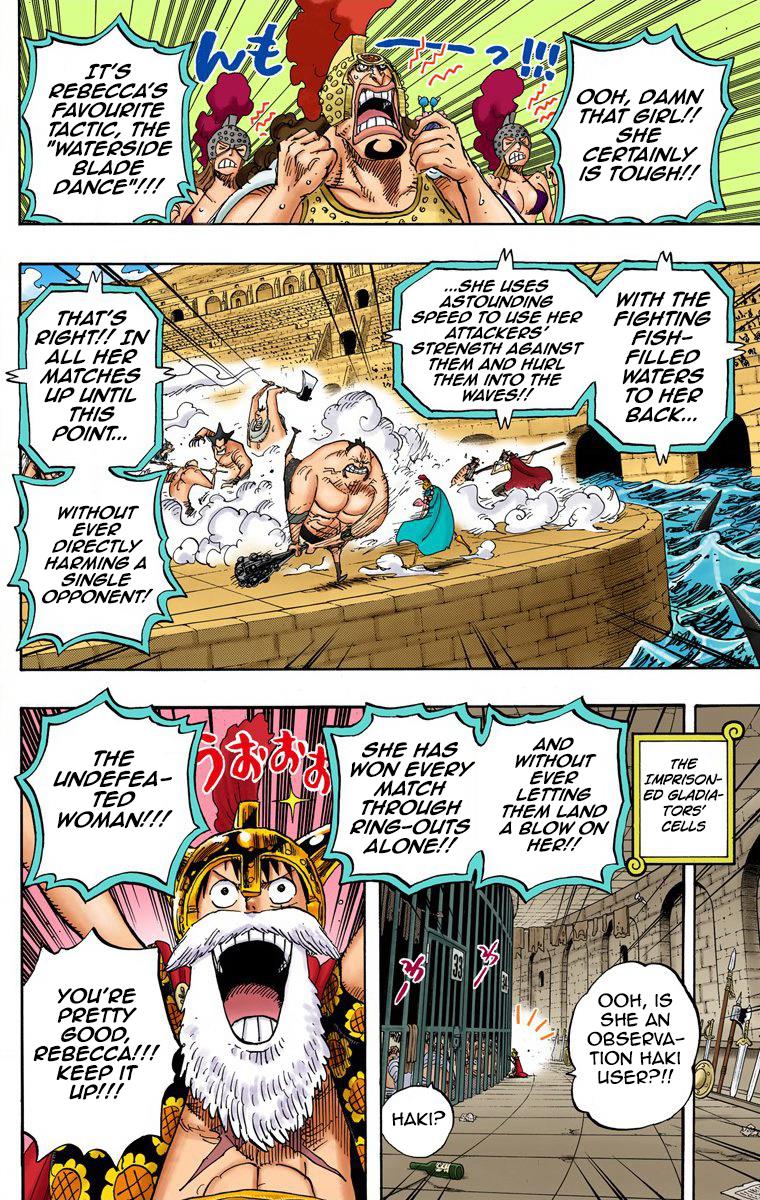 OOH, DAMN
THAT GIRL!!
SHE
CERTAINLY
IS TOUGH!!
んもーーーっ!!!
IT'S
REBECCA'S
FAVOURITE
TACTIC, THE
"WATERSIDE
BLADE
DANCE"!!!
WITH THE
FIGHTING
FISH-
FILLED
WATERS
TO HER
BACK...
...SHE USES
ASTOUNDING
SPEED TO USE HER
ATTACKERS'
STRENGTH AGAINST
THEM AND HURL
THEM INTO THE
WAVES!!
THAT'S
RIGHT!! IN
ALL HER
MATCHES
UP UNTIL
THIS
POINT...
WITHOUT
EVER
DIRECTLY
HARMING A
SINGLE
OPPONENT!
THE
IMPRISON-
ED GLADIA-
TORS'
CELLS
AND
WITHOUT
EVER
LETTING
THEM LAND
A BLOW ON
HER!!
SHE HAS
WON EVERY
MATCH
THROUGH
RING-OUTS
ALONE!!
33
OOH, IS
SHE AN
OBSERVA-
TION HAKI
USER?!!
HAKI?
THE
UNDEFEA-
TED
WOMAN!!!
うおおお
YOU'RE
PRETTY
GOOD,
REBECCA!!!
KEEP IT
UP!!!